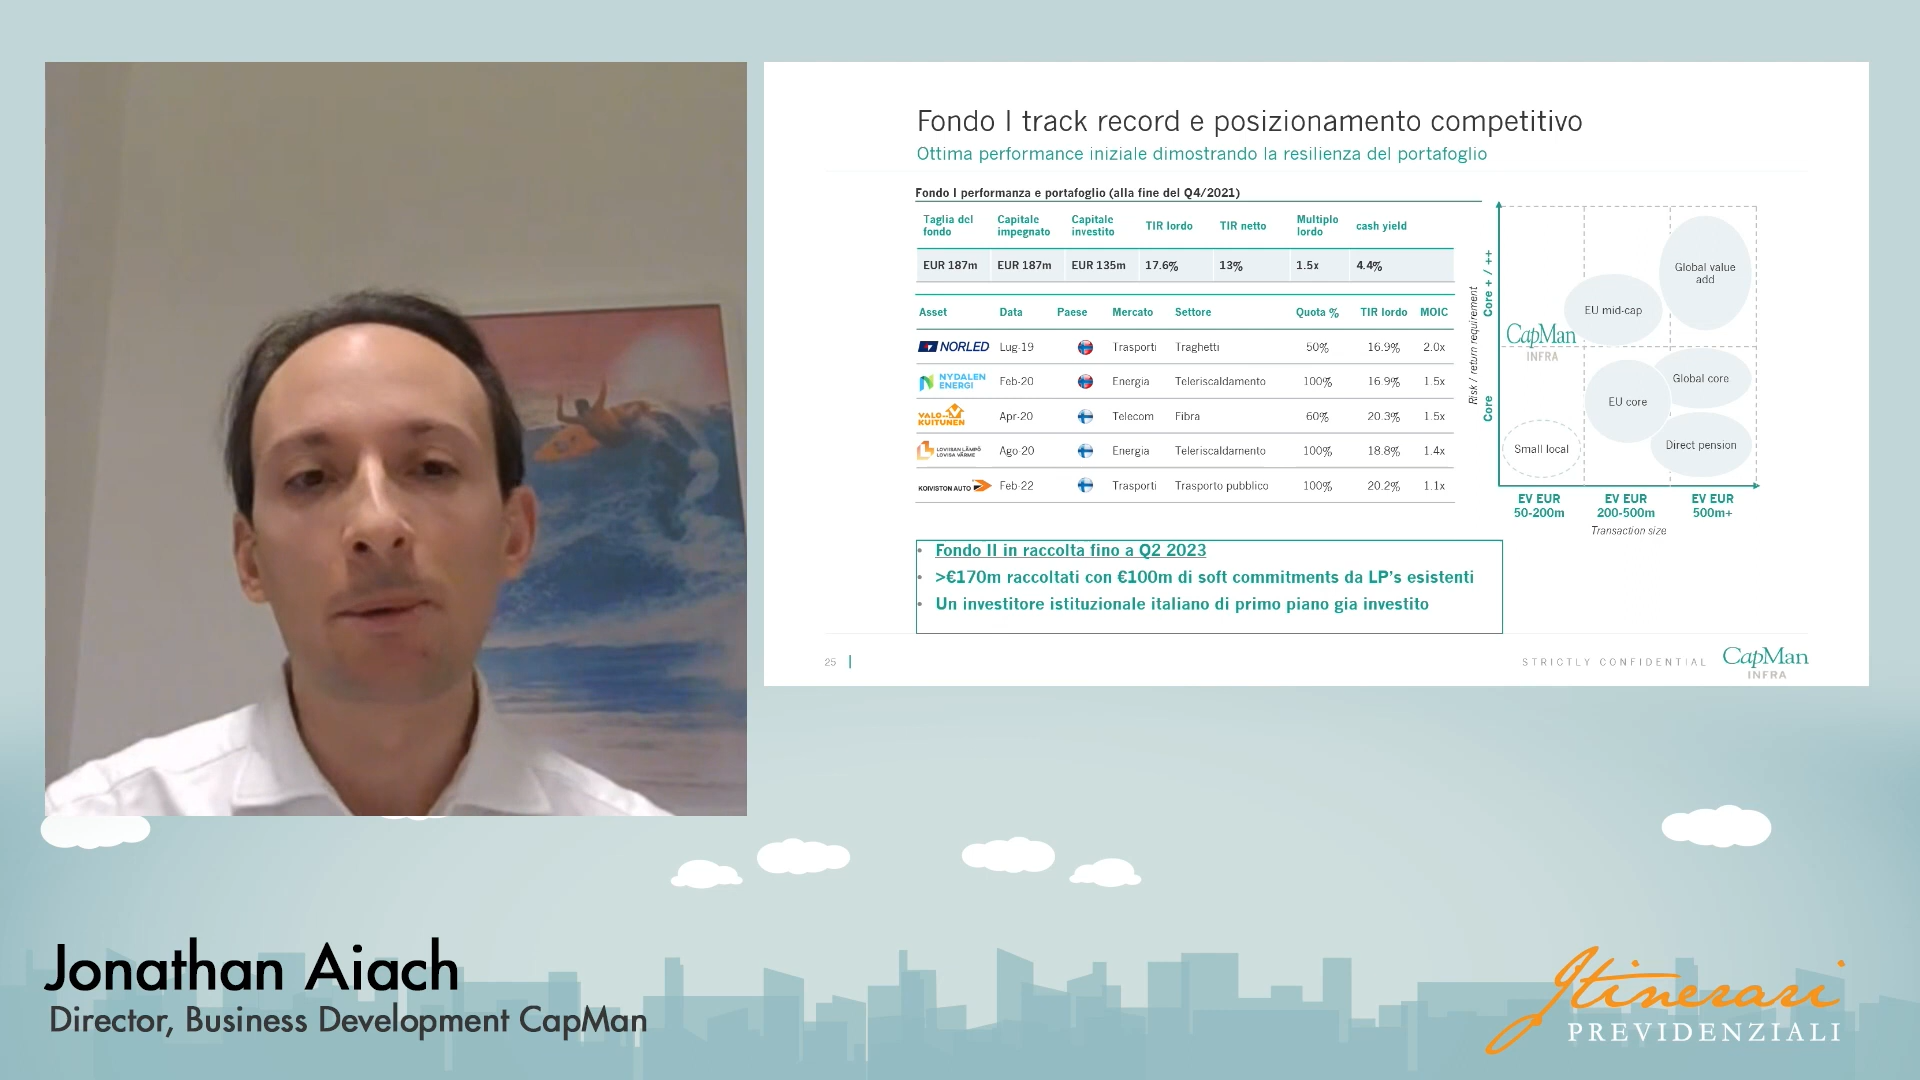 Fondo I track record e posizionamento competitivo
Ottima performance iniziale dimostrando la resilienza del portafoglio
Fondo I performanza e portafoglio (alla fine del Q4/2021)
Taglia del fondo Capitale impegnato Capitale investito TIR lordo TIR netto Multiplo lordo cash yield
EUR 187m EUR 187m EUR 135m 17.6% 13% 1.5x 4.4%
Asset Data Paese Mercato Settore Quota % TIR lordo MOIC
NORLED Lug-19 Trasporti Traghetti 50% 16.9% 2.0x
NYDALEN ENERGI Feb-20 Energia Teleriscaldamento 100% 16.9% 1.5x
VALO KUITUNEN Apr-20 Telecom Fibra 60% 20.3% 1.5x
LOVIISAN LÄMPÖ LOVISA VÄRME Ago-20 Energia Teleriscaldamento 100% 18.8% 1.4x
KOIVISTON AUTO Feb-22 Trasporti Trasporto pubblico 100% 20.2% 1.1x
Risk / return requirement
Core + / ++
Core
Global value add
EU mid-cap
CapMan
INFRA
Global core
EU core
Direct pension
Small local
EV EUR 50-200m
EV EUR 200-500m
EV EUR 500m+
Transaction size
• Fondo II in raccolta fino a Q2 2023
• >€170m raccoltati con €100m di soft commitments da LP's esistenti
• Un investitore istituzionale italiano di primo piano gia investito
25
STRICTLY CONFIDENTIAL
CapMan
INFRA
Jonathan Aiach
Director, Business Development CapMan
Itinerari
PREVIDENZIALI